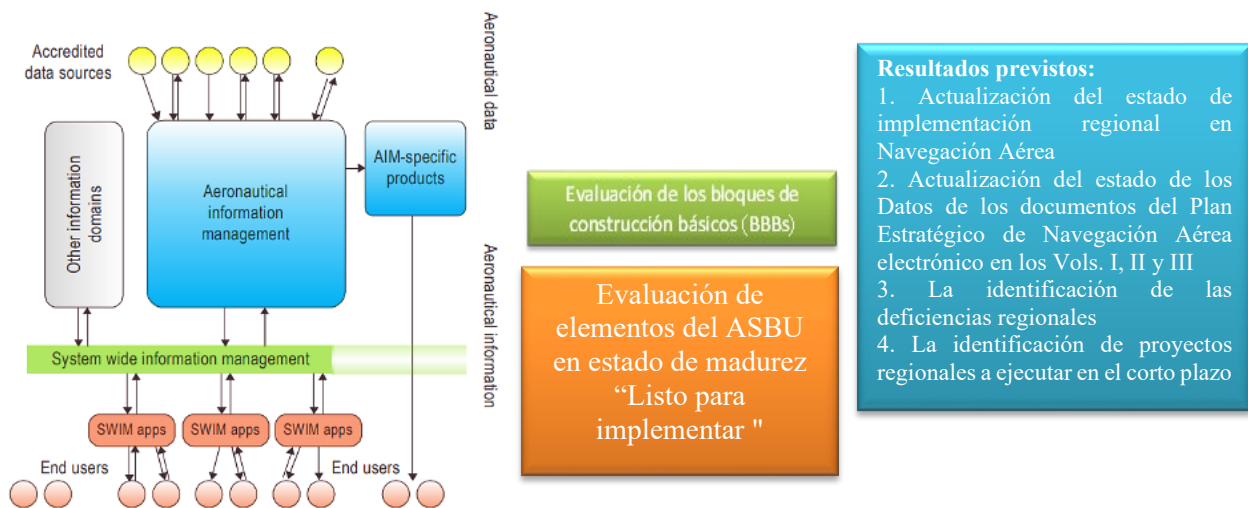 Accredited
data sources
Aeronautical data
Other information
domains
Aeronautical
information
management
AIM-specific
products
Aeronautical information
System wide information management
SWIM apps
SWIM apps
SWIM apps
End users
End users
Evaluación de los bloques de
construcción básicos (BBBs)
Evaluación de
elementos del ASBU
en estado de madurez
“Listo para
implementar "
Resultados previstos:
1. Actualización del estado de
implementación regional en
Navegación Aérea
2. Actualización del estado de los
Datos de los documentos del Plan
Estratégico de Navegación Aérea
electrónico en los Vols. I, II y III
3. La identificación de las
deficiencias regionales
4. La identificación de proyectos
regionales a ejecutar en el corto plazo